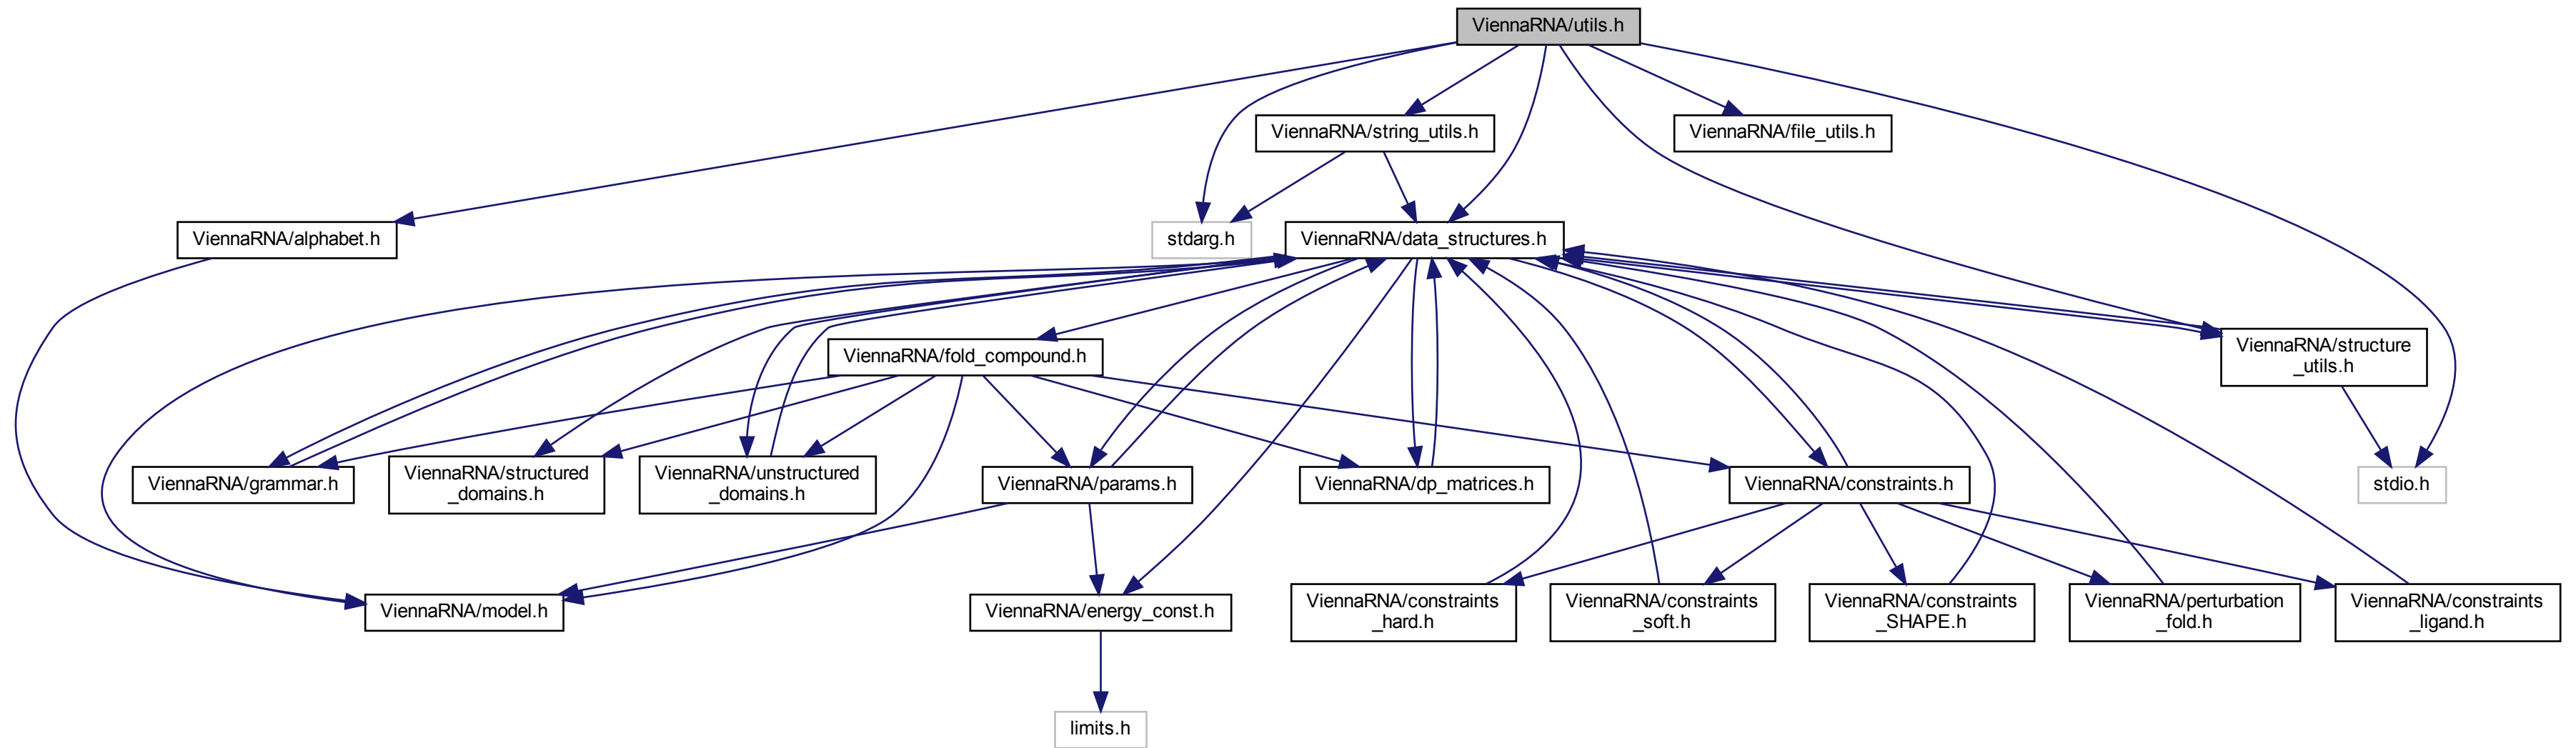 ViennaRNA/utils.h
ViennaRNA/string_utils.h
ViennaRNA/file_utils.h
ViennaRNA/alphabet.h
stdarg.h
ViennaRNA/data_structures.h
ViennaRNA/fold_compound.h
ViennaRNA/structure
_utils.h
ViennaRNA/grammar.h
ViennaRNA/structured
_domains.h
ViennaRNA/unstructured
_domains.h
ViennaRNA/params.h
ViennaRNA/dp_matrices.h
ViennaRNA/constraints.h
stdio.h
ViennaRNA/model.h
ViennaRNA/energy_const.h
ViennaRNA/constraints
_hard.h
ViennaRNA/constraints
_soft.h
ViennaRNA/constraints
_SHAPE.h
ViennaRNA/perturbation
_fold.h
ViennaRNA/constraints
_ligand.h
limits.h